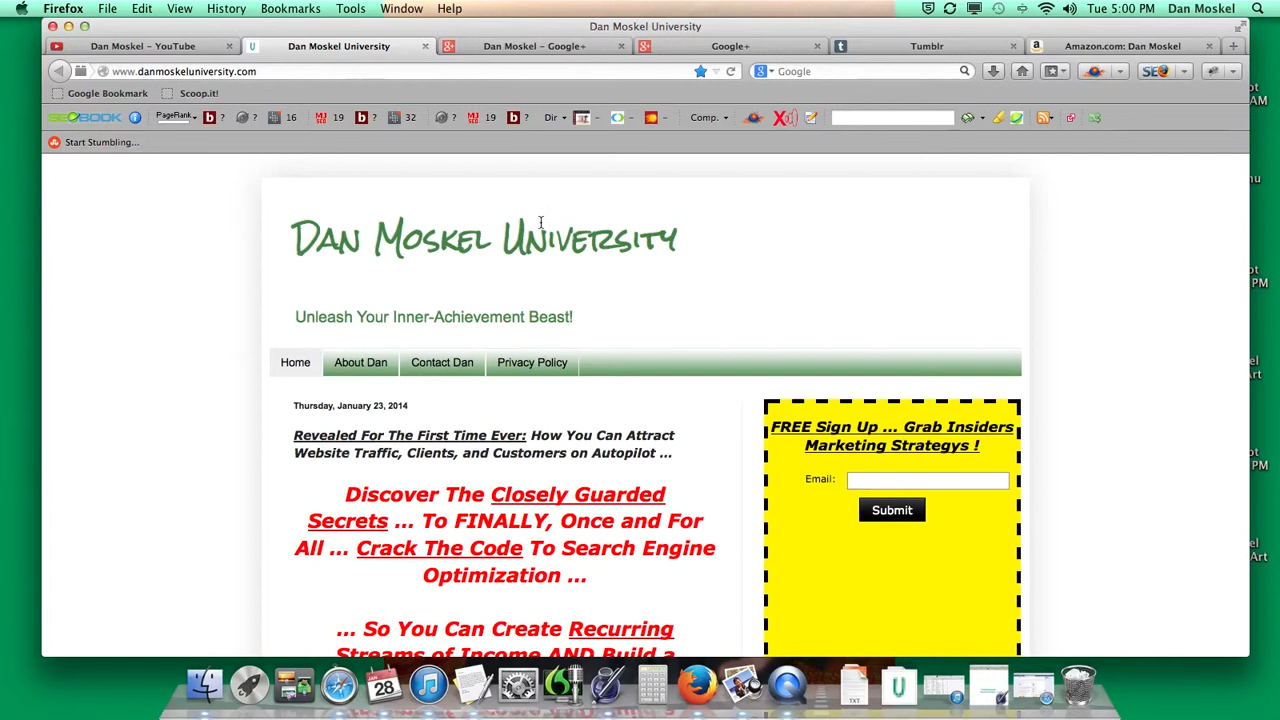 Firefox File Edit View History Bookmarks Tools Window Help Tue 5:00 PM Dan Moskel
Dan Moskel University
Dan Moskel – YouTube Dan Moskel University Dan Moskel – Google+ Google+ Tumblr Amazon.com: Dan Moskel
www.danmoskeluniversity.com Google
Google Bookmark Scoop.it!
SEOBOOK PageRank ? ? 16 19 ? 32 ? 19 ? Dir Comp.
Start Stumbling...
Dan Moskel University
Unleash Your Inner-Achievement Beast!
Home About Dan Contact Dan Privacy Policy
Thursday, January 23, 2014
Revealed For The First Time Ever: How You Can Attract
Website Traffic, Clients, and Customers on Autopilot ...
Discover The Closely Guarded
Secrets ... To FINALLY, Once and For
All ... Crack The Code To Search Engine
Optimization ...
... So You Can Create Recurring
Streams of Income AND Build a
FREE Sign Up ... Grab Insiders
Marketing Strategys !
Email:
Submit
JAN
28
TXT